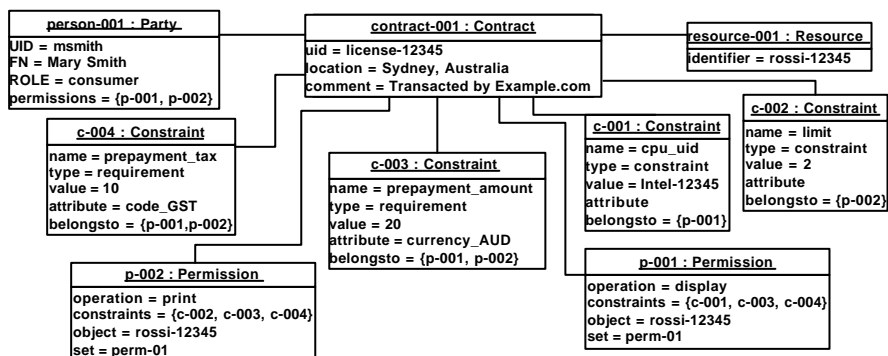 person-001 : Party
UID = msmith
FN = Mary Smith
ROLE = consumer
permissions = {p-001, p-002}
contract-001 : Contract
uid = license-12345
location = Sydney, Australia
comment = Transacted by Example.com
resource-001 : Resource
identifier = rossi-12345
c-004 : Constraint
name = prepayment_tax
type = requirement
value = 10
attribute = code_GST
belongsto = {p-001,p-002}
c-003 : Constraint
name = prepayment_amount
type = requirement
value = 20
attribute = currency_AUD
belongsto = {p-001, p-002}
c-001 : Constraint
name = cpu_uid
type = constraint
value = Intel-12345
attribute
belongsto = {p-001}
c-002 : Constraint
name = limit
type = constraint
value = 2
attribute
belongsto = {p-002}
p-002 : Permission
operation = print
constraints = {c-002, c-003, c-004}
object = rossi-12345
set = perm-01
p-001 : Permission
operation = display
constraints = {c-001, c-003, c-004}
object = rossi-12345
set = perm-01